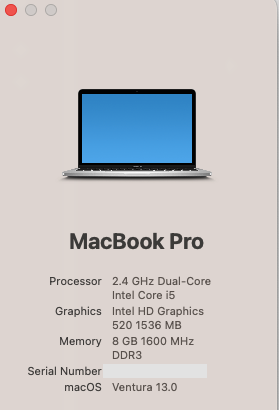 MacBook Pro
Processor 2.4 GHz Dual-Core
Intel Core i5
Graphics Intel HD Graphics
520 1536 MB
Memory 8 GB 1600 MHz
DDR3
Serial Number
macOS Ventura 13.0